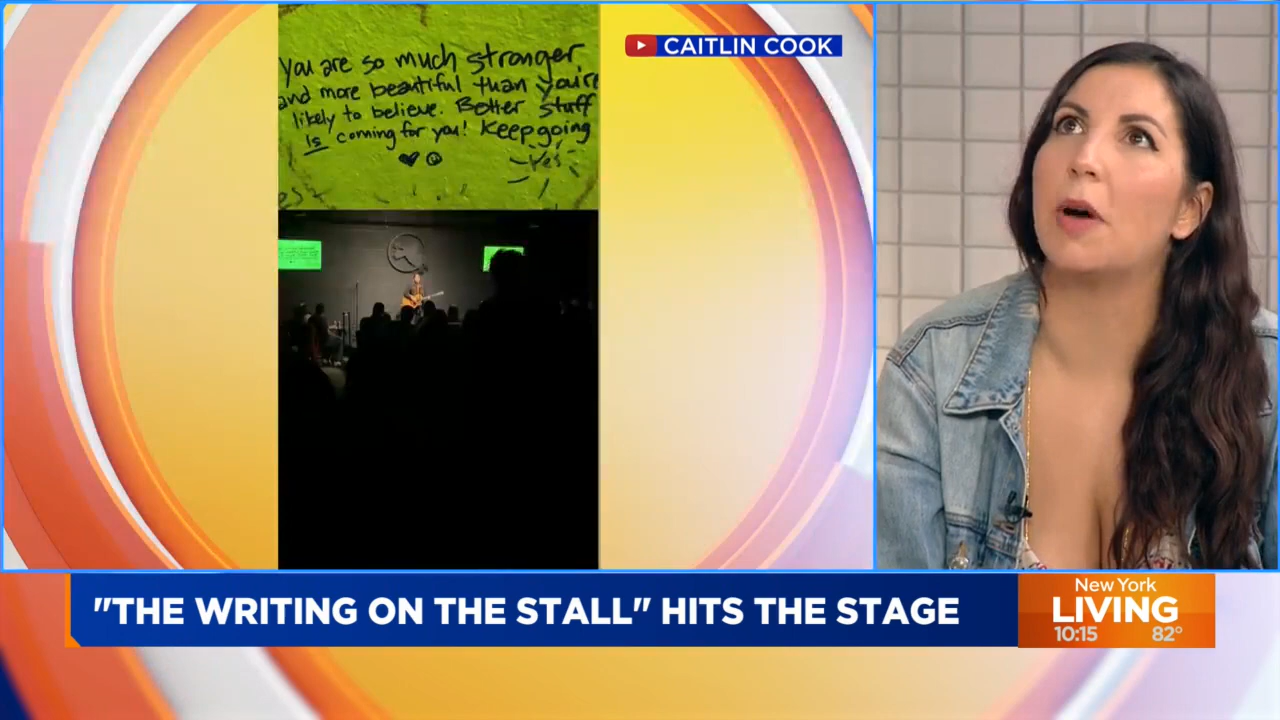 CAITLIN COOK
you are so much stronger
and more beautiful than you're
likely to believe. Better stuff
is coming for you! Keep going
Yes
"THE WRITING ON THE STALL" HITS THE STAGE
New York
LIVING
10:15 82°